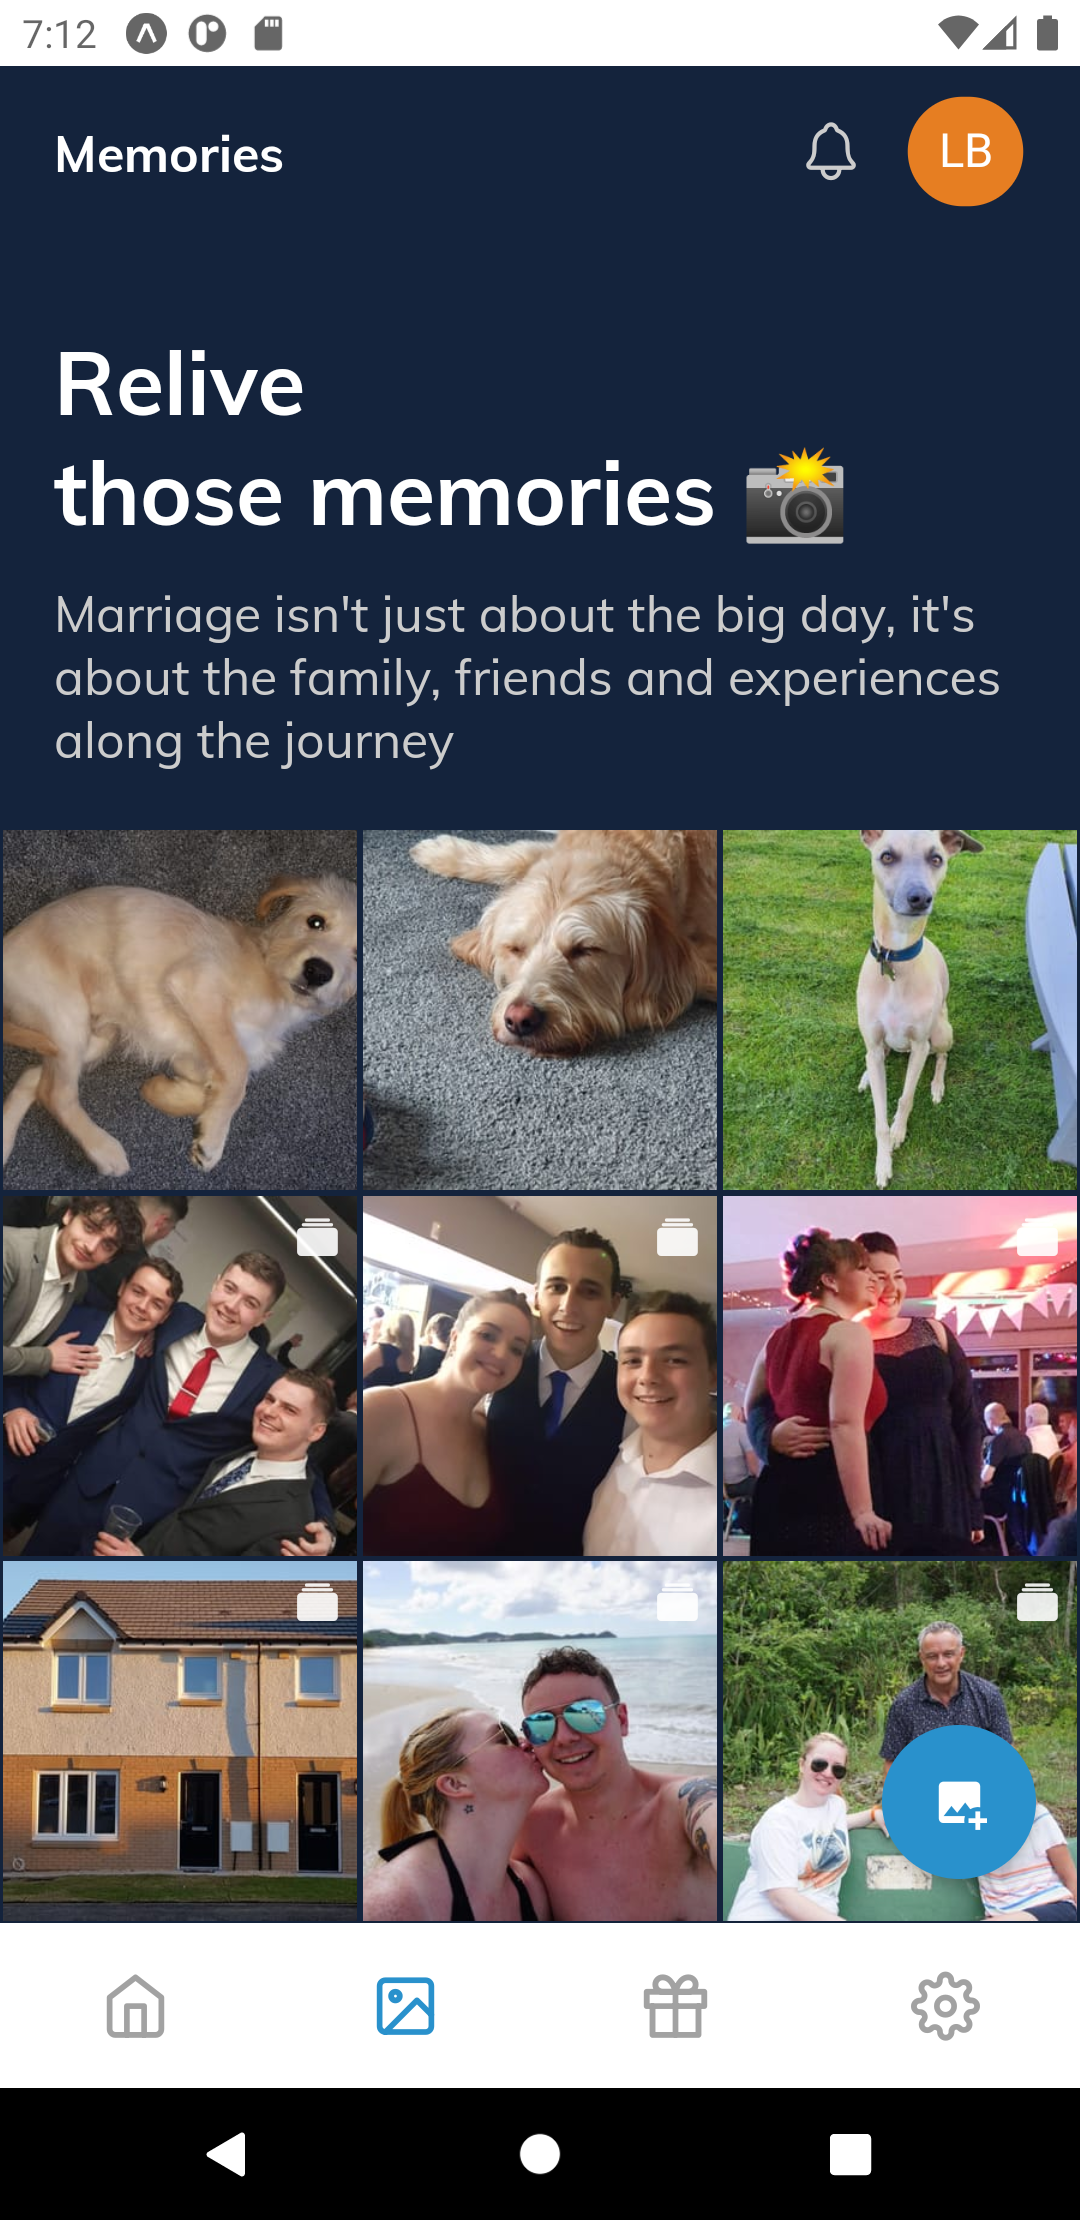 7:12
Memories
LB
Relive
those memories 📸
Marriage isn't just about the big day, it's
about the family, friends and experiences
along the journey